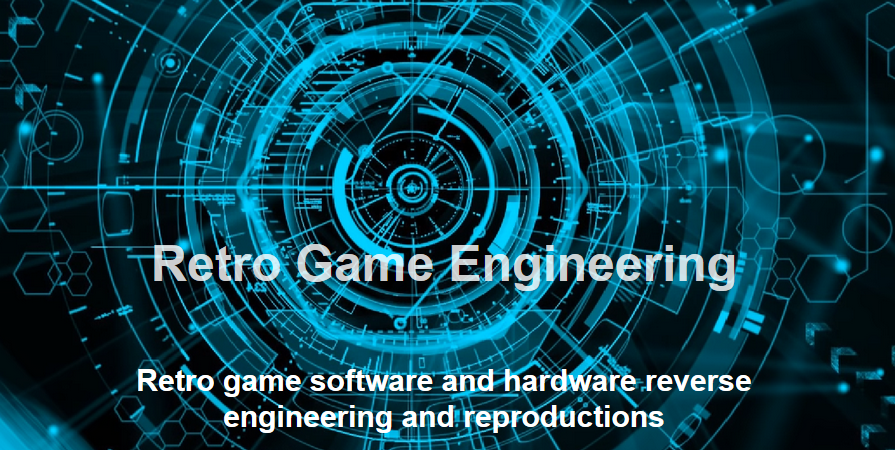 Retro Game Engineering
Retro game software and hardware reverse
engineering and reproductions